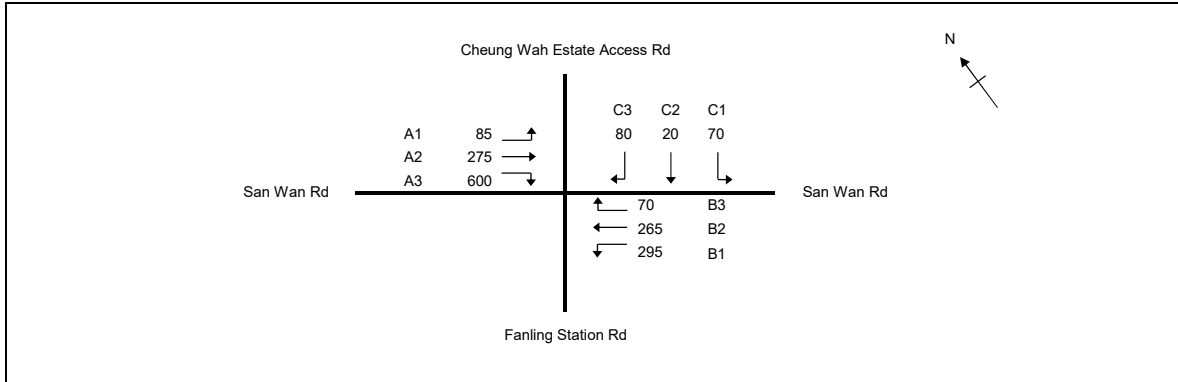 Cheung Wah Estate Access Rd
N
C3 C2 C1
A1 85 80 20 70
A2 275
A3 600
San Wan Rd San Wan Rd
70 B3
265 B2
295 B1
Fanling Station Rd